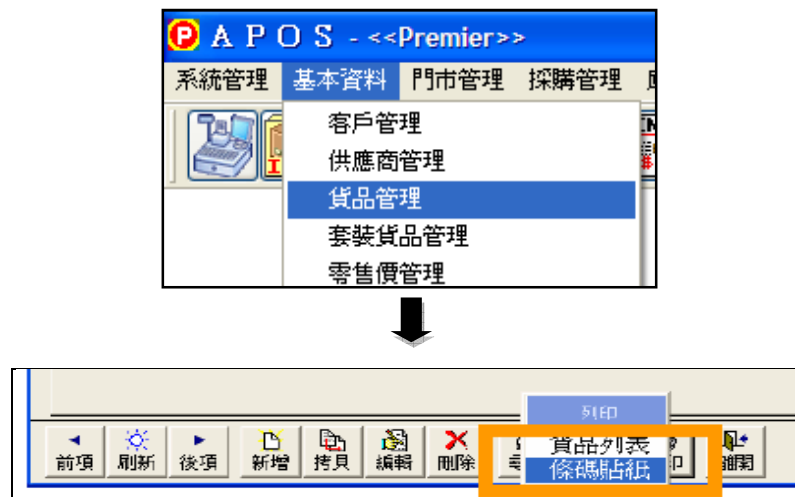 A P O S - <<Premier>>
系統管理 基本資料 門市管理 採購管理
客戶管理
供應商管理
貨品管理
套裝貨品管理
零售價管理
列印
貨品列表
條碼貼紙
前項 刷新 後項 新增 拷貝 編輯 刪除 尋 印 離開